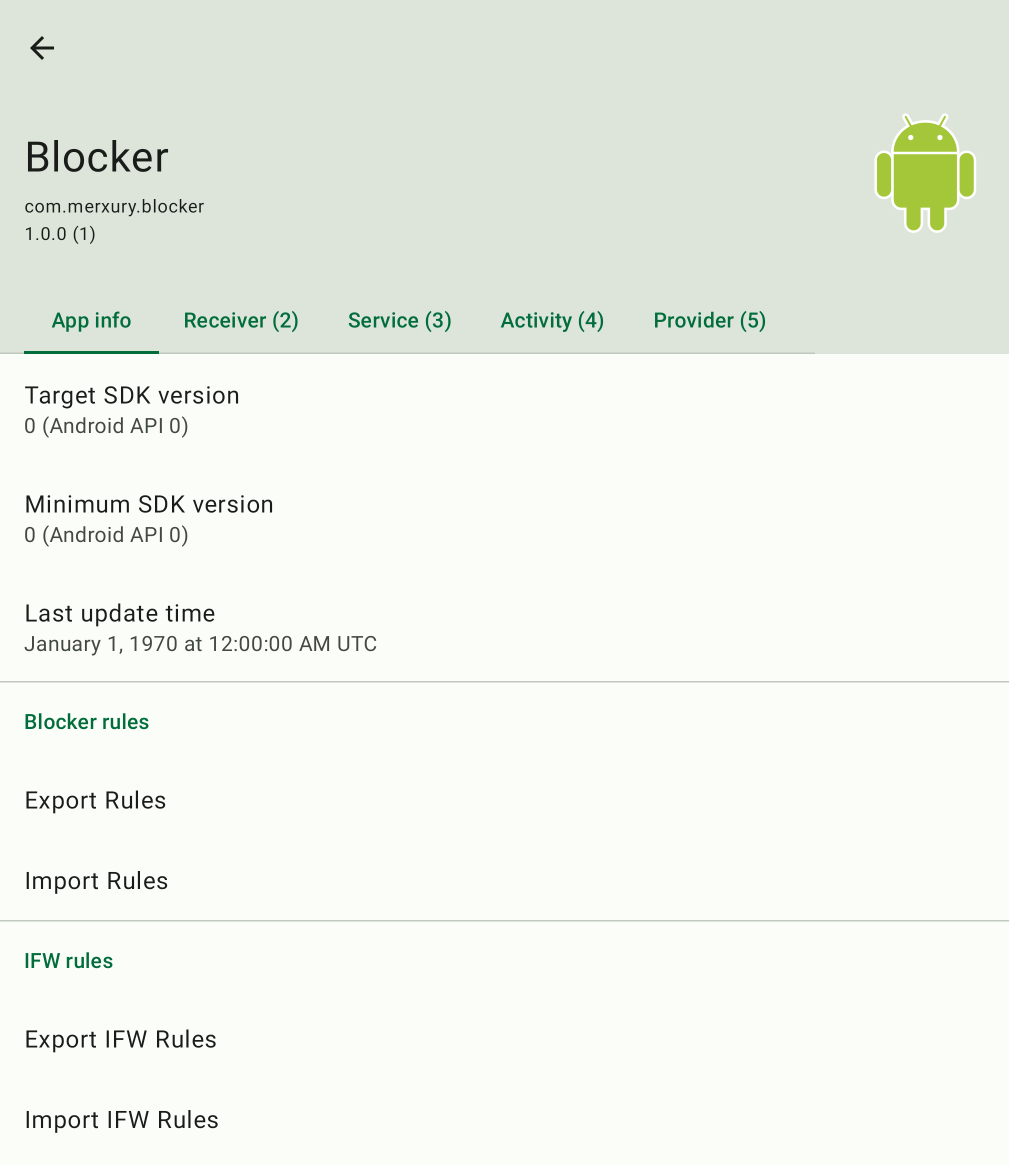 Blocker
com.merxury.blocker
1.0.0 (1)
App info Receiver (2) Service (3) Activity (4) Provider (5)
Target SDK version
0 (Android API 0)
Minimum SDK version
0 (Android API 0)
Last update time
January 1, 1970 at 12:00:00 AM UTC
Blocker rules
Export Rules
Import Rules
IFW rules
Export IFW Rules
Import IFW Rules